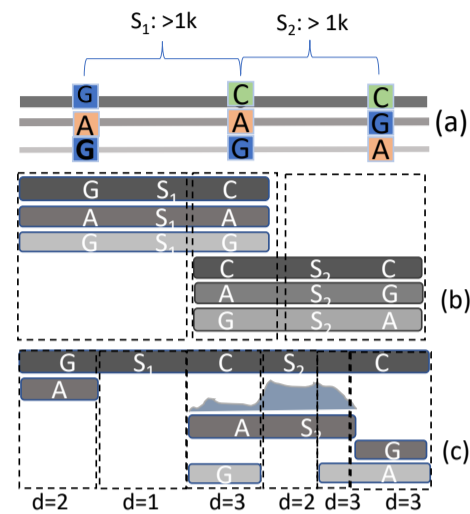 S₁: >1k S₂: > 1k
G C C
A A G
G G A
(a)
G S₁ C
A S₁ A
G S₁ G
C S₂ C
A S₂ G
G S₂ A
(b)
G S₁ C S₂ C
A
A S₂
G
G A
(c)
d=2 d=1 d=3 d=2 d=3 d=3